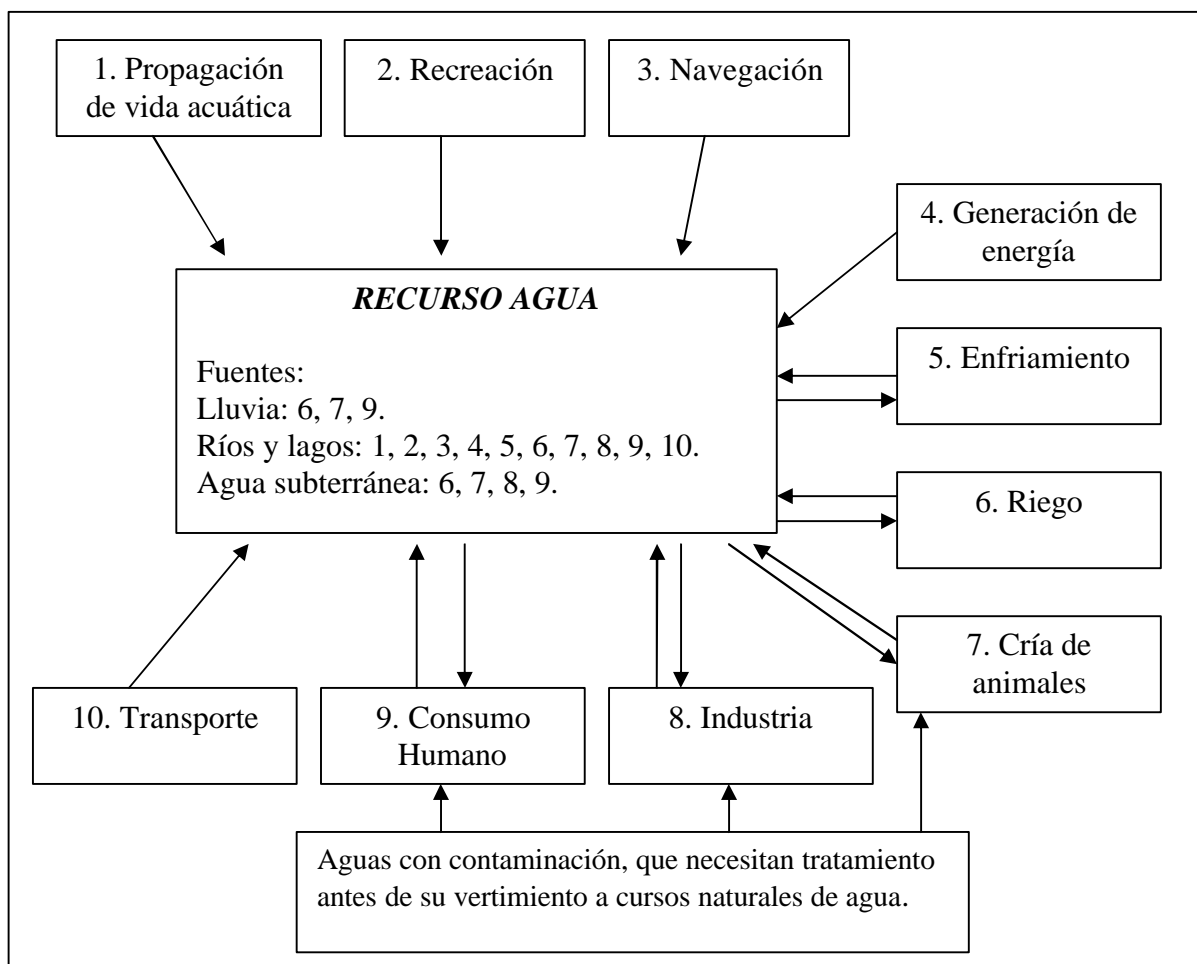 1. Propagación
de vida acuática
2. Recreación
3. Navegación
4. Generación de
energía
RECURSO AGUA
Fuentes:
Lluvia: 6, 7, 9.
Ríos y lagos: 1, 2, 3, 4, 5, 6, 7, 8, 9, 10.
Agua subterránea: 6, 7, 8, 9.
5. Enfriamiento
6. Riego
7. Cría de
animales
10. Transporte
9. Consumo
Humano
8. Industria
Aguas con contaminación, que necesitan tratamiento
antes de su vertimiento a cursos naturales de agua.